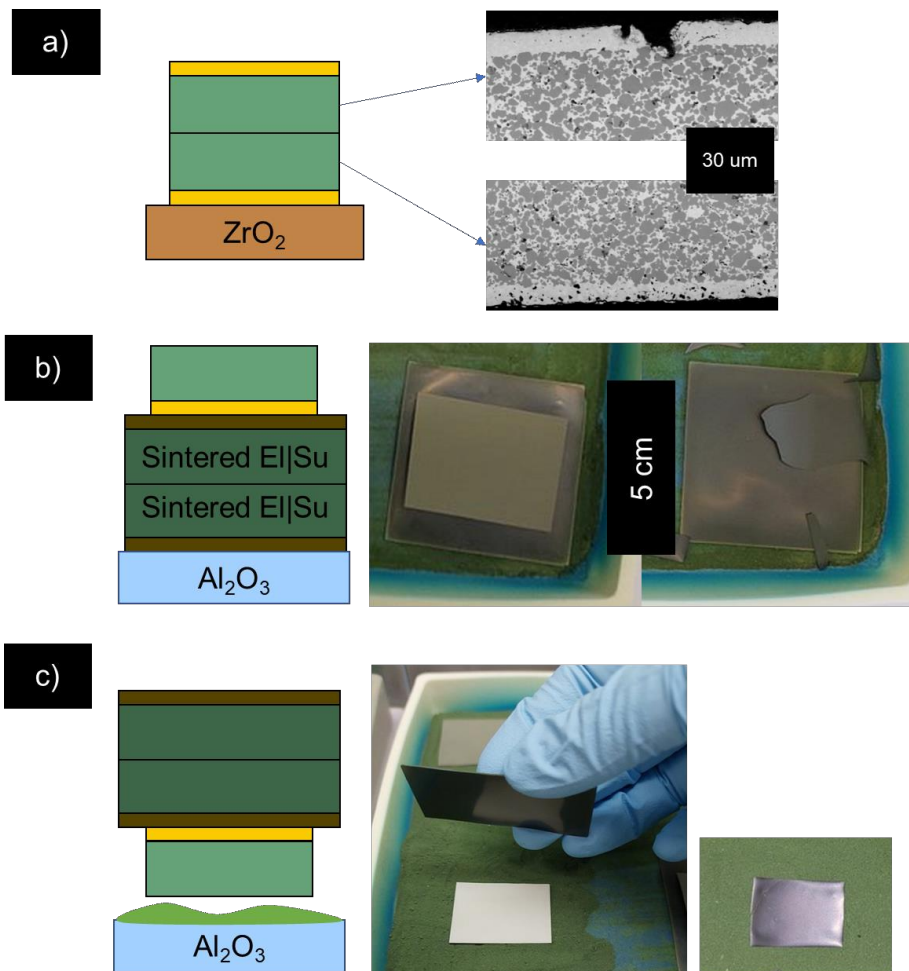 a)
30 um
ZrO₂
b)
Sintered El|Su
Sintered El|Su
5 cm
Al₂O₃
c)
Al₂O₃